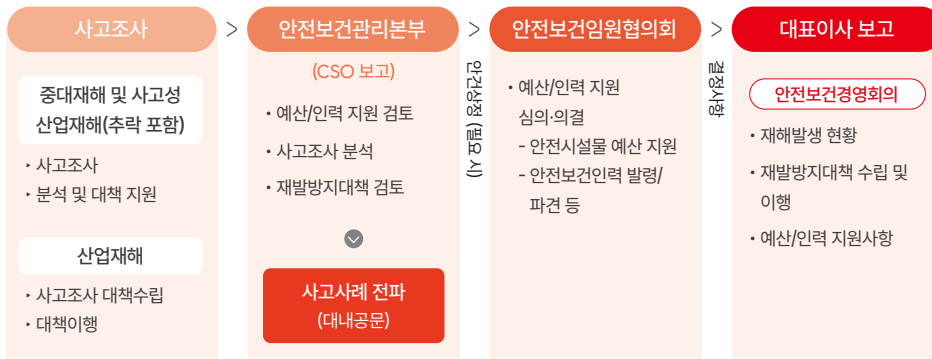 사고조사
중대재해 및 사고성
산업재해(추락 포함)
‣ 사고조사
‣ 분석 및 대책 지원
산업재해
‣ 사고조사 대책수립
‣ 대책이행
>
안전보건관리본부
(CSO 보고)
• 예산/인력 지원 검토
• 사고조사 분석
• 재발방지대책 검토
사고사례 전파
(대내공문)
>
안건상정 (필요 시)
안전보건임원협의회
• 예산/인력 지원
심의·의결
- 안전시설물 예산 지원
- 안전보건인력 발령/
파견 등
>
결정사항
대표이사 보고
안전보건경영회의
• 재해발생 현황
• 재발방지대책 수립 및
이행
• 예산/인력 지원사항